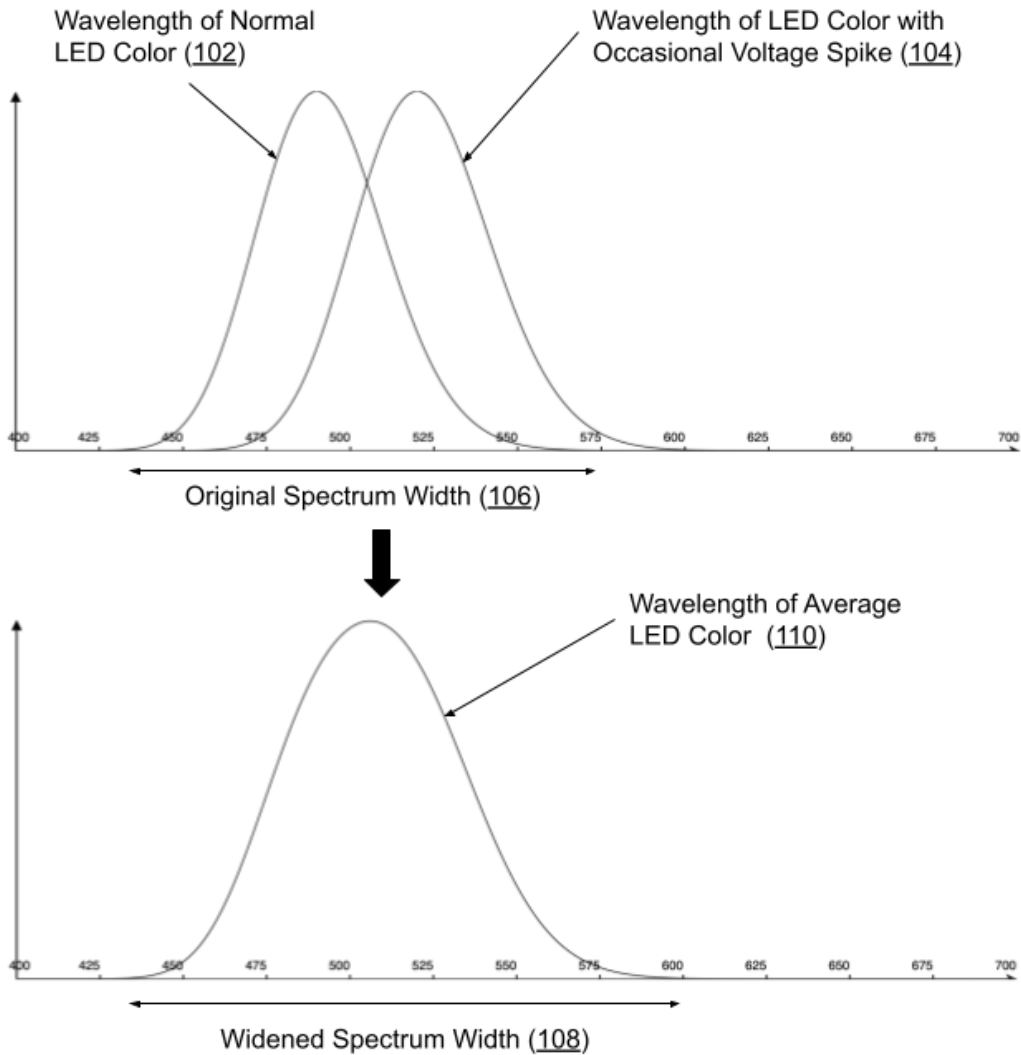 Wavelength of Normal
LED Color (102)
Wavelength of LED Color with
Occasional Voltage Spike (104)
400 425 450 475 500 525 550 575 600 625 650 675 700
Original Spectrum Width (106)
Wavelength of Average
LED Color (110)
400 425 450 475 500 525 550 575 600 625 650 675 700
Widened Spectrum Width (108)